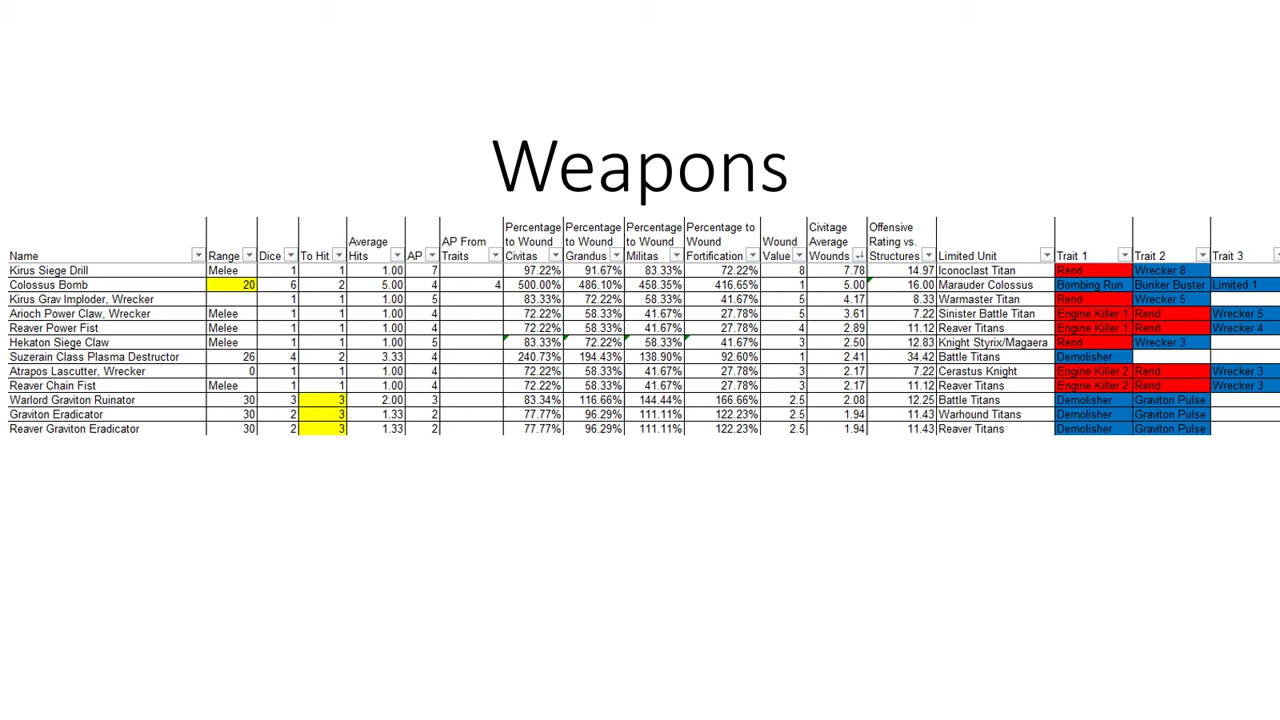 Weapons
Percentage Percentage Percentage Percentage to Civitage Offensive
Average AP From to Wound to Wound to Wound Wound Wound Average Rating vs.
Name Range Dice To Hit Hits AP Traits Civitas Grandus Militas Fortification Value Wounds Structures Limited Unit Trait 1 Trait 2 Trait 3
Kirus Siege Drill Melee 1 1 1.00 7 97.22% 91.67% 83.33% 72.22% 8 7.78 14.97 Iconoclast Titan Rend Wrecker 8
Colossus Bomb 20 6 2 5.00 4 4 500.00% 486.10% 458.35% 416.65% 1 5.00 16.00 Marauder Colossus Bombing Run Bunker Buster Limited 1
Kirus Grav Imploder, Wrecker 1 1 1.00 5 83.33% 72.22% 58.33% 41.67% 5 4.17 8.33 Warmaster Titan Rend Wrecker 5
Arioch Power Claw, Wrecker Melee 1 1 1.00 4 72.22% 58.33% 41.67% 27.78% 5 3.61 7.22 Sinister Battle Titan Engine Killer 1 Rend Wrecker 5
Reaver Power Fist Melee 1 1 1.00 4 72.22% 58.33% 41.67% 27.78% 4 2.89 11.12 Reaver Titans Engine Killer 1 Rend Wrecker 4
Hekaton Siege Claw Melee 1 1 1.00 5 83.33% 72.22% 58.33% 41.67% 3 2.50 12.83 Knight Styrix/Magaera Rend Wrecker 3
Suzerain Class Plasma Destructor 26 4 2 3.33 4 240.73% 194.43% 138.90% 92.60% 1 2.41 34.42 Battle Titans Demolisher
Atrapos Lascutter, Wrecker 0 1 1 1.00 4 72.22% 58.33% 41.67% 27.78% 3 2.17 7.22 Cerastus Knight Engine Killer 2 Rend Wrecker 3
Reaver Chain Fist Melee 1 1 1.00 4 72.22% 58.33% 41.67% 27.78% 3 2.17 11.12 Reaver Titans Engine Killer 2 Rend Wrecker 3
Warlord Graviton Ruinator 30 3 3 2.00 3 83.34% 116.66% 144.44% 166.66% 2.5 2.08 12.25 Battle Titans Demolisher Graviton Pulse
Graviton Eradicator 30 2 3 1.33 2 77.77% 96.29% 111.11% 122.23% 2.5 1.94 11.43 Warhound Titans Demolisher Graviton Pulse
Reaver Graviton Eradicator 30 2 3 1.33 2 77.77% 96.29% 111.11% 122.23% 2.5 1.94 11.43 Reaver Titans Demolisher Graviton Pulse